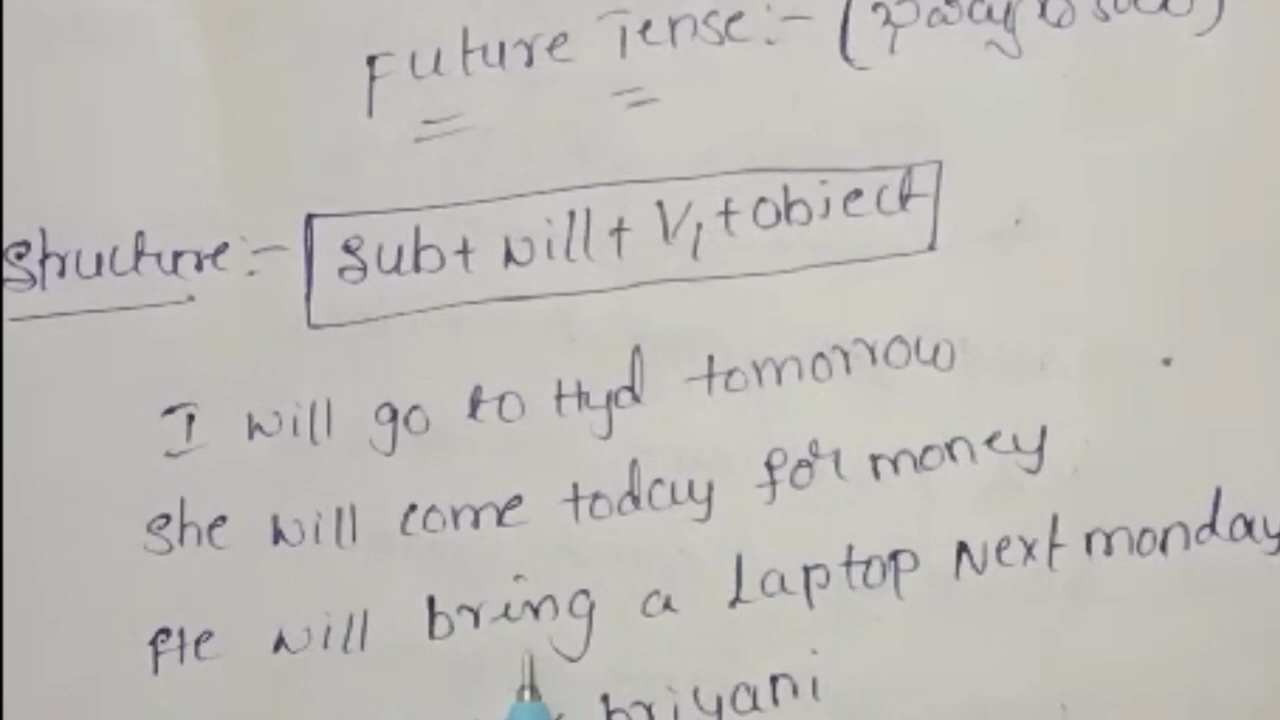 Future Tense:-
Structure:- Sub + will + V1 + Object
I will go to Hyd tomorrow
She will come today for money
He will bring a Laptop Next monday
briyani